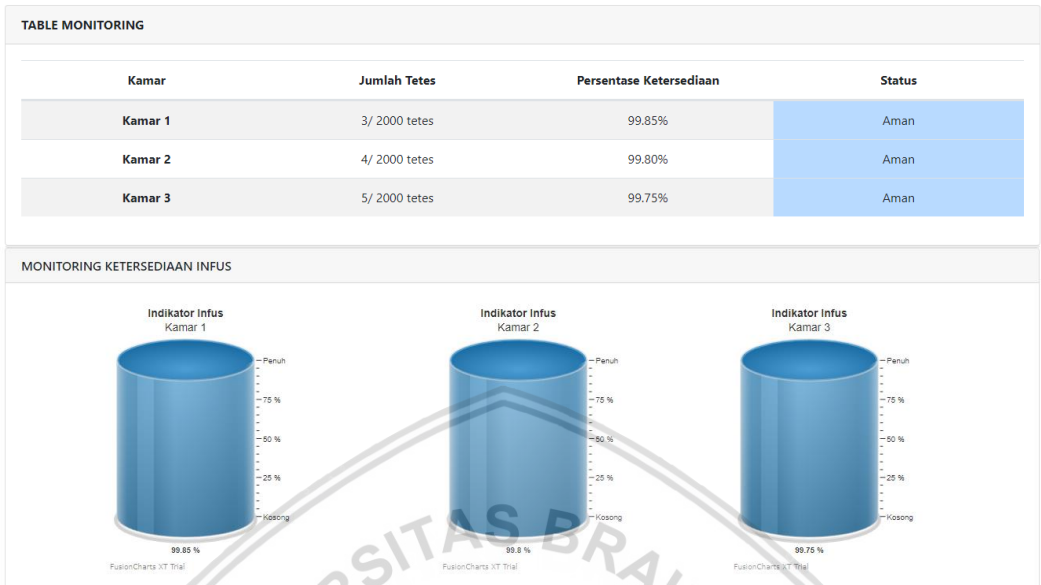 TABLE MONITORING
Kamar Jumlah Tetes Persentase Ketersediaan Status
Kamar 1 3/ 2000 tetes 99.85% Aman
Kamar 2 4/ 2000 tetes 99.80% Aman
Kamar 3 5/ 2000 tetes 99.75% Aman
MONITORING KETERSEDIAAN INFUS
Indikator Infus Indikator Infus Indikator Infus
Kamar 1 Kamar 2 Kamar 3
Penuh Penuh Penuh
75 % 75 % 75 %
50 % 50 % 50 %
25 % 25 % 25 %
Kosong Kosong Kosong
99.85 % 99.8 % 99.75 %
FusionCharts XT Trial FusionCharts XT Trial FusionCharts XT Trial
SITAS BRA